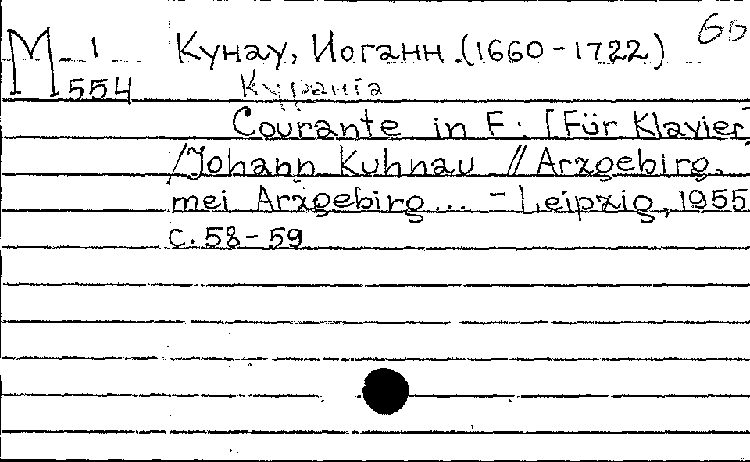 М 1 Кунау, Иоганн (1660-1722)
554 Куранта
Courante in F: [Für Klavier]
/Johann Kuhnau // Arzgebirg,
mei Arzgebirg... - Leipzig, 1955
с. 58-59